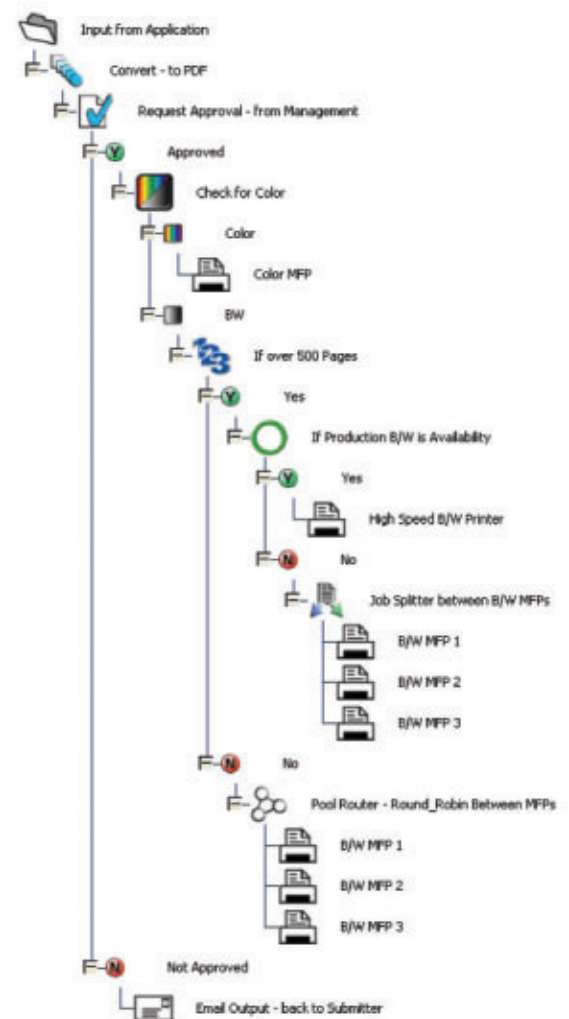 Input from Application
Convert - to PDF
Request Approval - from Management
Y
Approved
Check for Color
Color
Color MFP
BW
123
If over 500 Pages
Y
Yes
If Production B/W is Availability
Y
Yes
High Speed B/W Printer
N
No
Job Splitter between B/W MFPs
B/W MFP 1
B/W MFP 2
B/W MFP 3
N
No
Pool Router - Round_Robin Between MFPs
B/W MFP 1
B/W MFP 2
B/W MFP 3
N
Not Approved
Email Output - back to Submitter